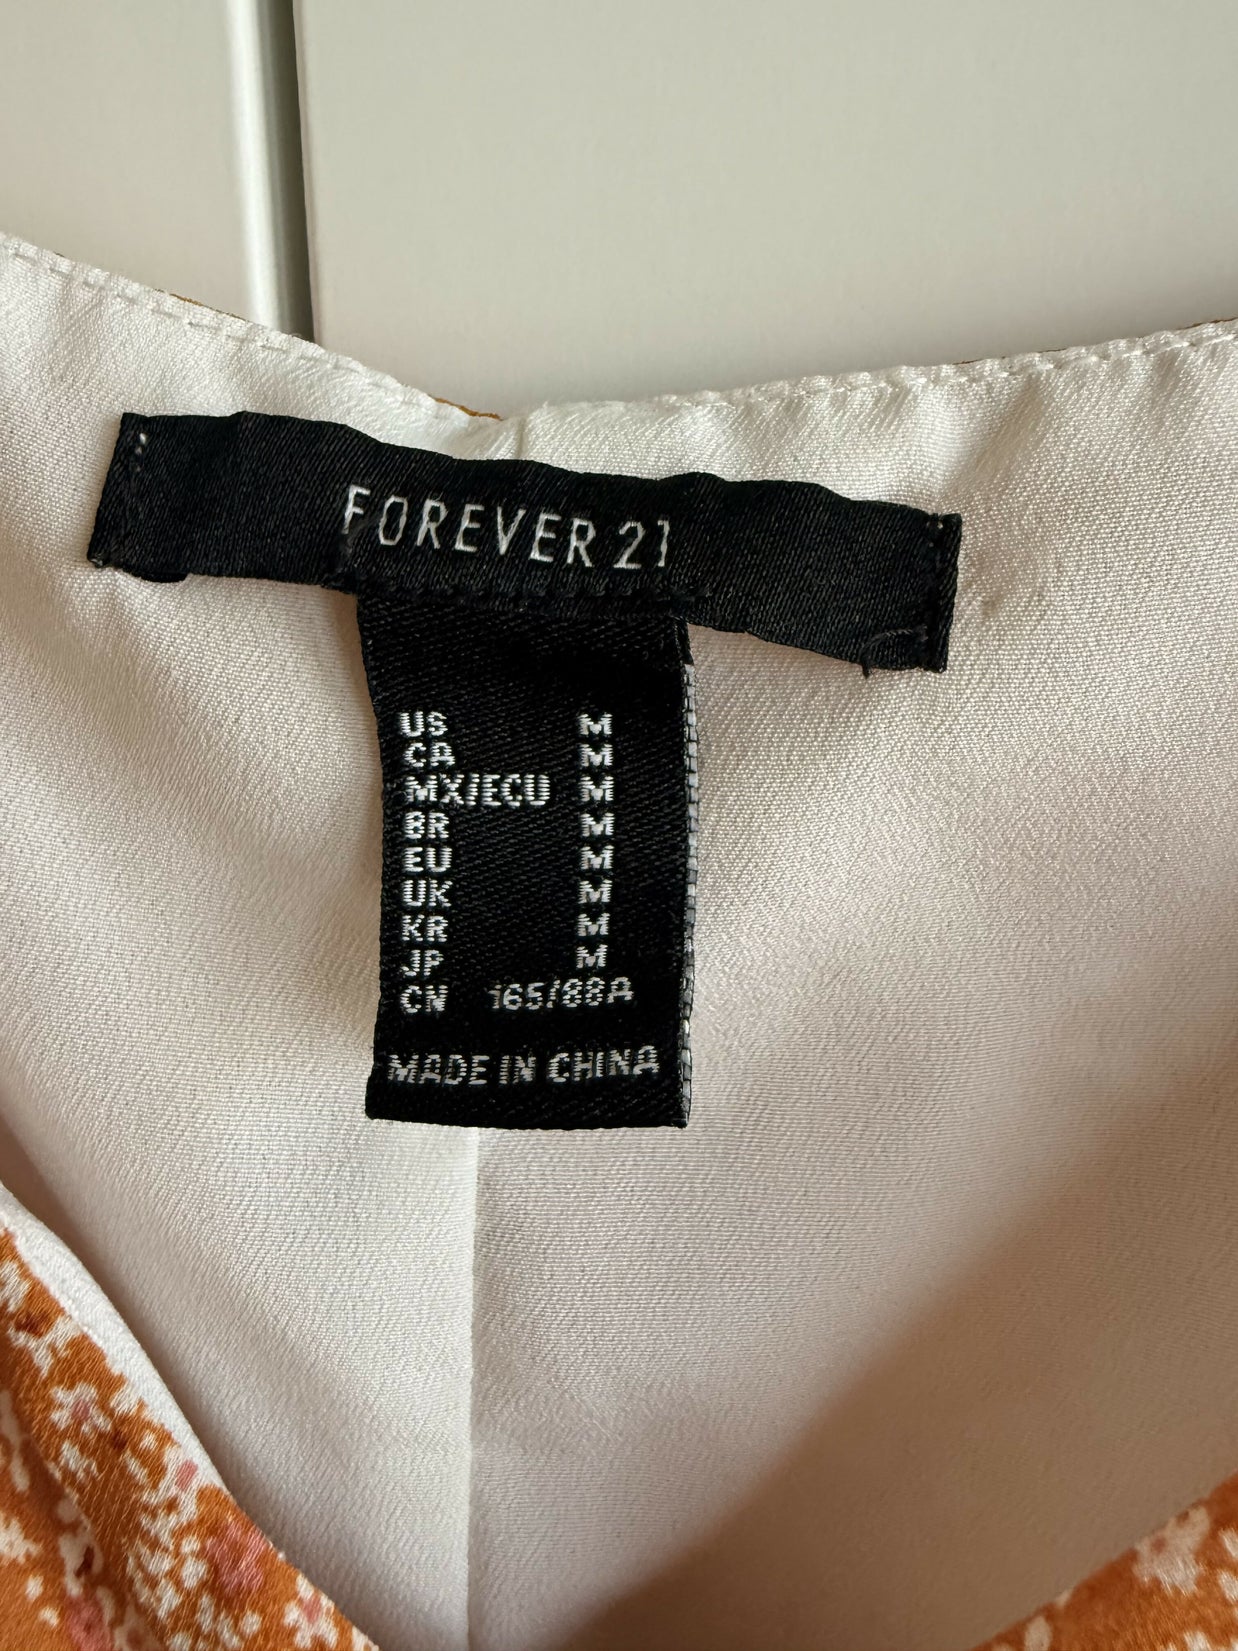 FOREVER 21
US M
CA M
MX/ECU M
BR M
EU M
UK M
KR M
JP M
CN 165/88A
MADE IN CHINA